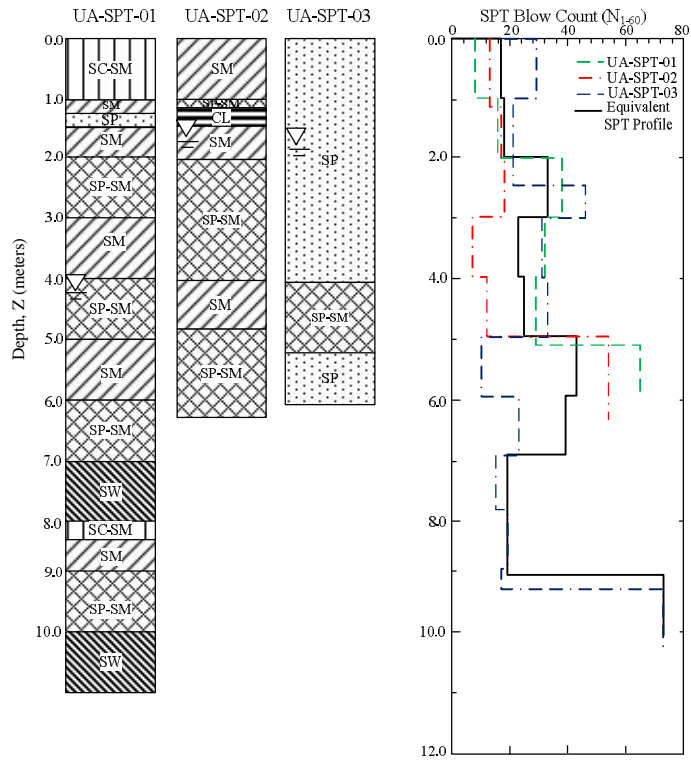 UA-SPT-01 UA-SPT-02 UA-SPT-03
Depth, Z (meters)
0.0
1.0
2.0
3.0
4.0
5.0
6.0
7.0
8.0
9.0
10.0
SC-SM
SM
SP
SM
SP-SM
SM
SP-SM
SM
SP-SM
SW
SC-SM
SM
SP-SM
SW
SM
SP-SM
CL
SM
SP-SM
SM
SP-SM
SP
SP-SM
SP
SPT Blow Count (N1-60)
0 20 40 60 80
0.0
2.0
4.0
6.0
8.0
10.0
12.0
UA-SPT-01
UA-SPT-02
UA-SPT-03
Equivalent
SPT Profile